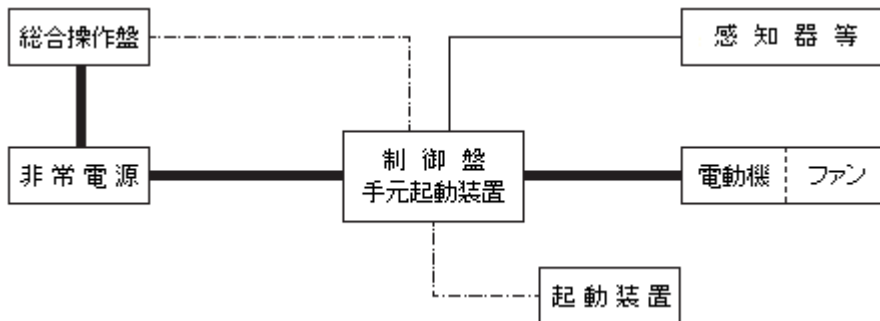 総合操作盤
感知器等
非常電源
制御盤
手元起動装置
電動機
ファン
起動装置